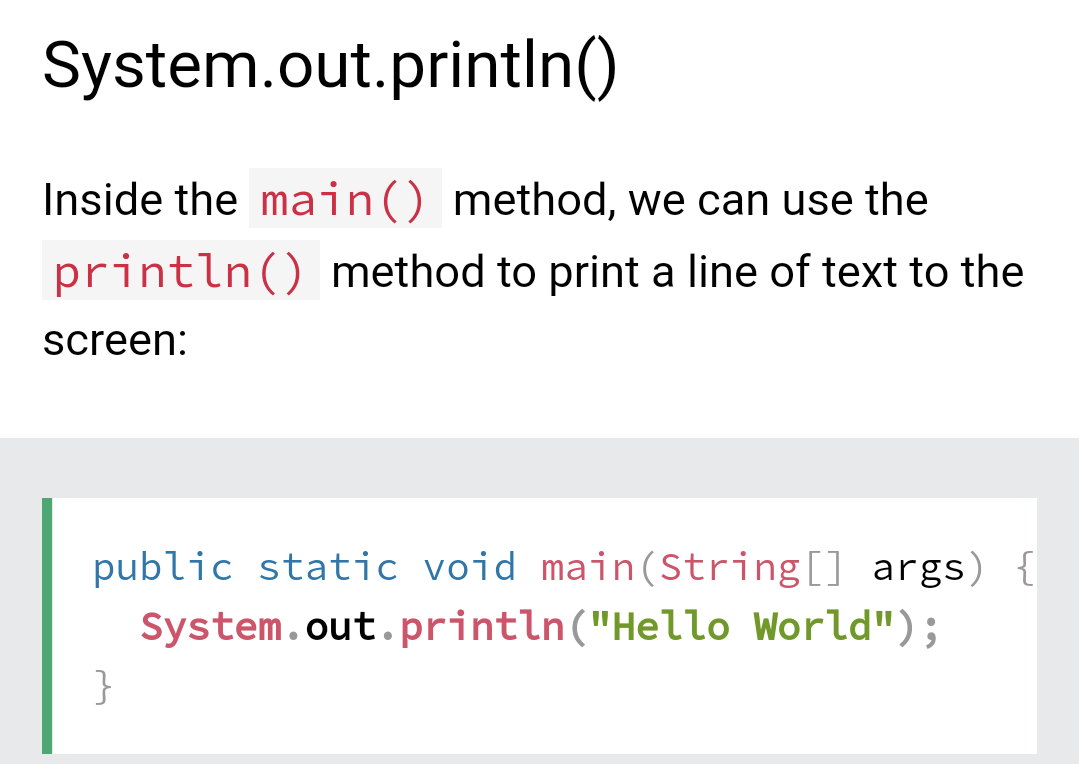 System.out.println()
Inside the main() method, we can use the
println() method to print a line of text to the
screen:
public static void main(String[] args) {
  System.out.println("Hello World");
}